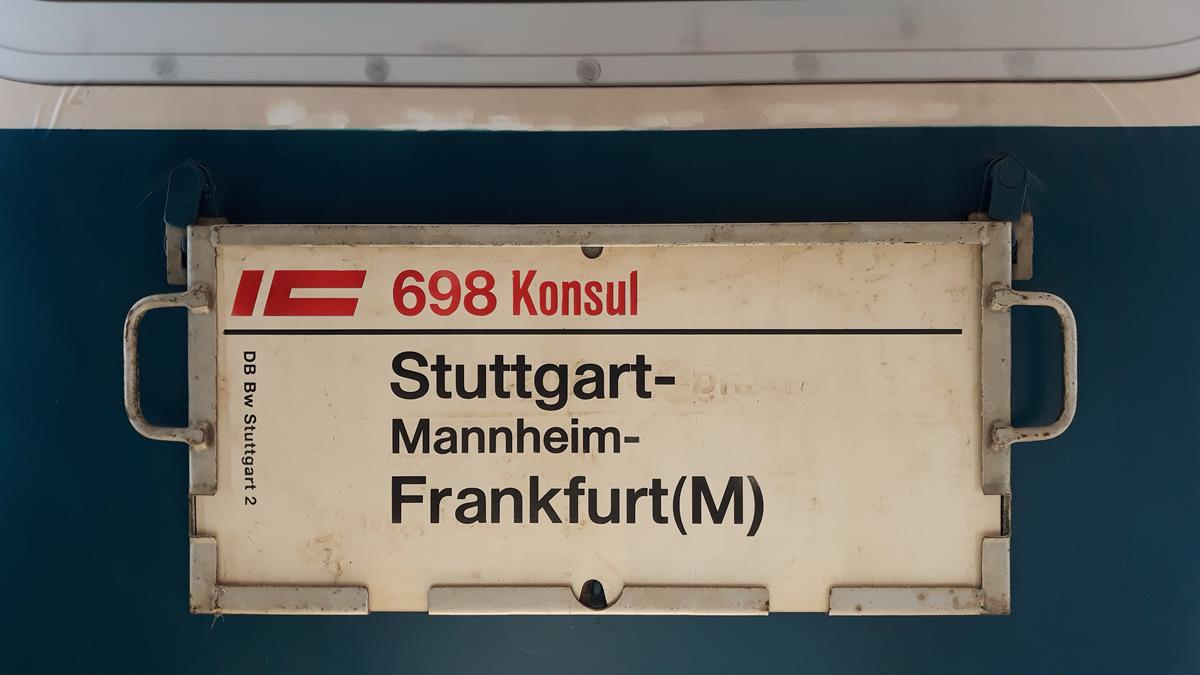 IC 698 Konsul
Stuttgart-
Mannheim-
Frankfurt(M)
DB Bw Stuttgart 2